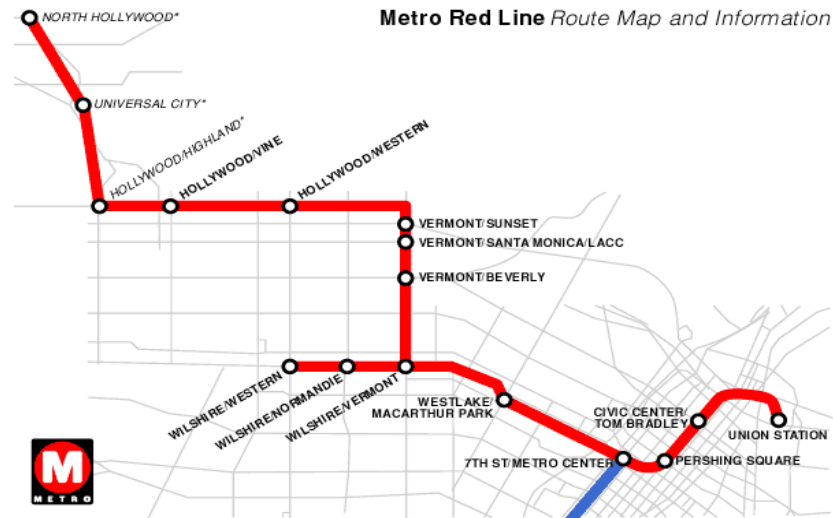 Metro Red Line Route Map and Information
NORTH HOLLYWOOD*
UNIVERSAL CITY*
HOLLYWOOD/HIGHLAND*
HOLLYWOOD/VINE
HOLLYWOOD/WESTERN
VERMONT/SUNSET
VERMONT/SANTA MONICA/LACC
VERMONT/BEVERLY
WILSHIRE/WESTERN
WILSHIRE/NORMANDIE
WILSHIRE/VERMONT
WESTLAKE/
MACARTHUR PARK
CIVIC CENTER/
TOM BRADLEY
UNION STATION
7TH ST/METRO CENTER
PERSHING SQUARE
M
METRO